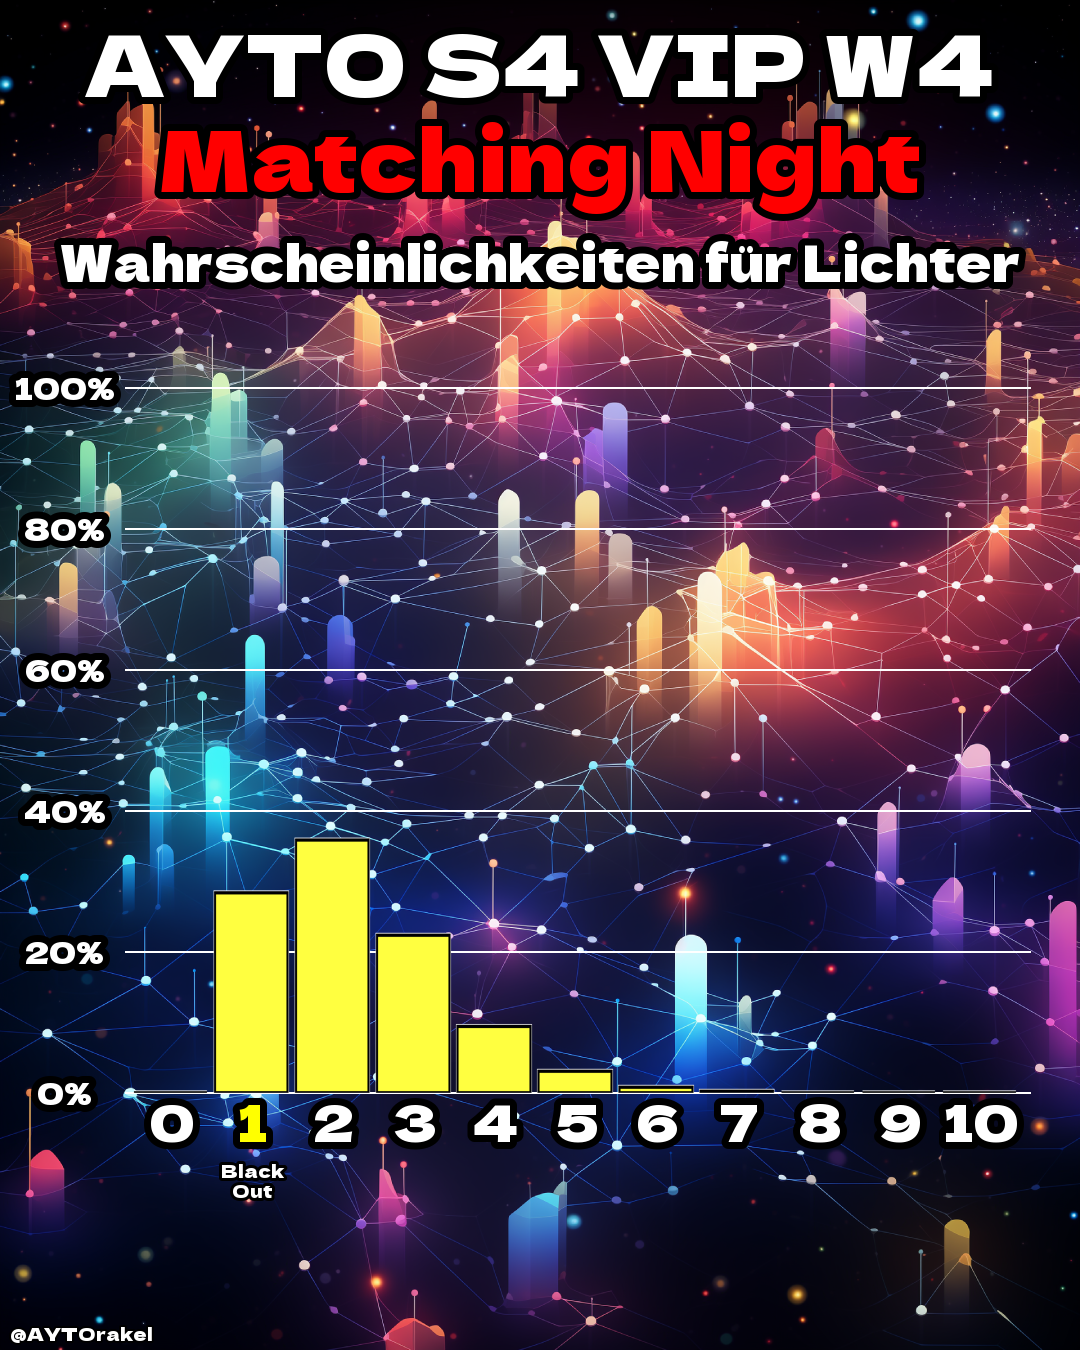 AYTO S4 VIP W4
Matching Night
Wahrscheinlichkeiten für Lichter
100%
80%
60%
40%
20%
0%
0 1 2 3 4 5 6 7 8 9 10
Black
Out
@AYTOrakel